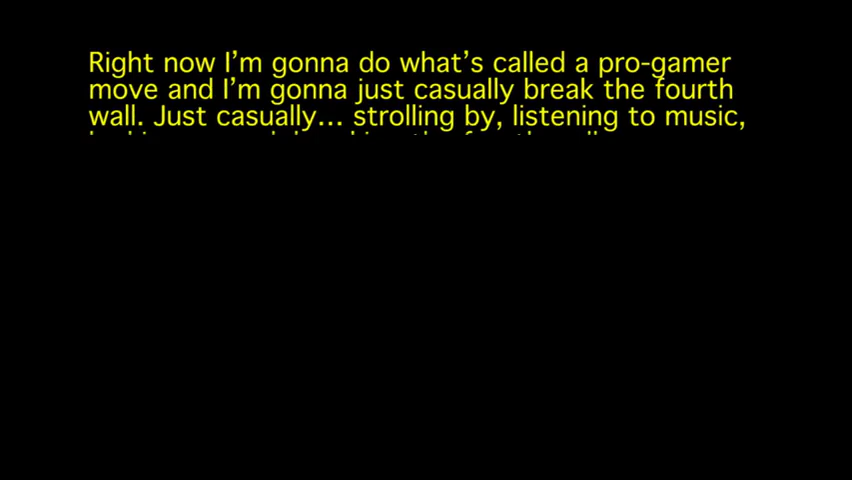 Right now I’m gonna do what’s called a pro-gamer
move and I’m gonna just casually break the fourth
wall. Just casually… strolling by, listening to music,